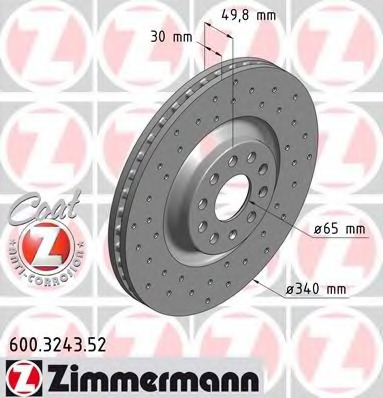 49,8 mm
30 mm
Coat
Z
ANTI-CORROSION
ø65 mm
ø340 mm
600.3243.52
Z Zimmermann